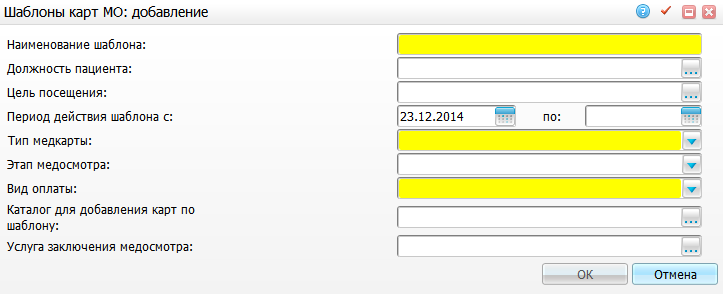 Шаблоны карт МО: добавление
Наименование шаблона:
Должность пациента:
Цель посещения:
Период действия шаблона с: 23.12.2014 по:
Тип медкарты:
Этап медосмотра:
Вид оплаты:
Каталог для добавления карт по
шаблону:
Услуга заключения медосмотра:
ОК Отмена